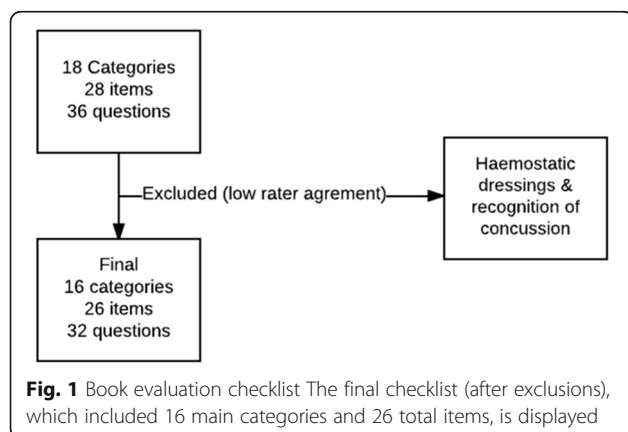 18 Categories
28 items
36 questions
Excluded (low rater agrement)
Haemostatic
dressings &
recognition of
concussion
Final
16 categories
26 items
32 questions
Fig. 1 Book evaluation checklist The final checklist (after exclusions),
which included 16 main categories and 26 total items, is displayed